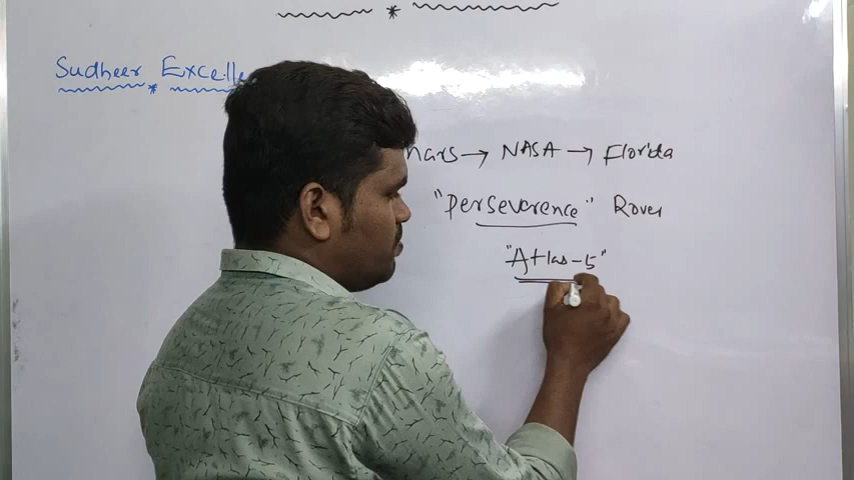 Sudheer Excelle
mars → NASA → Florida
"Perseverence" Rover
"Atlas-5"